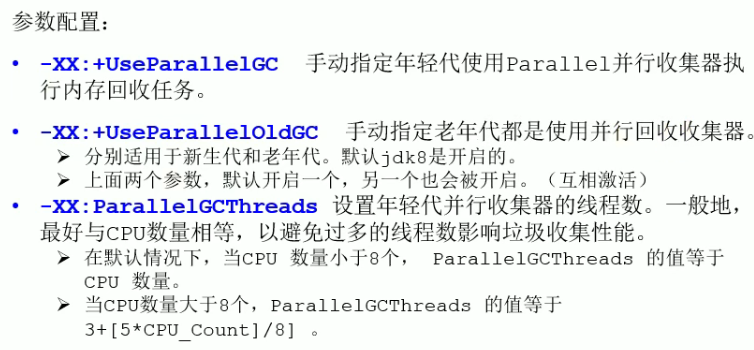 参数配置：
• -XX:+UseParallelGC 手动指定年轻代使用Parallel并行收集器执
行内存回收任务。
• -XX:+UseParallelOldGC 手动指定老年代都是使用并行回收收集器。
➢ 分别适用于新生代和老年代。默认jdk8是开启的。
➢ 上面两个参数，默认开启一个，另一个也会被开启。（互相激活）
• -XX:ParallelGCThreads 设置年轻代并行收集器的线程数。一般地，
最好与CPU数量相等，以避免过多的线程数影响垃圾收集性能。
➢ 在默认情况下，当CPU 数量小于8个， ParallelGCThreads 的值等于
CPU 数量。
➢ 当CPU数量大于8个，ParallelGCThreads 的值等于
3+[5*CPU_Count]/8] 。